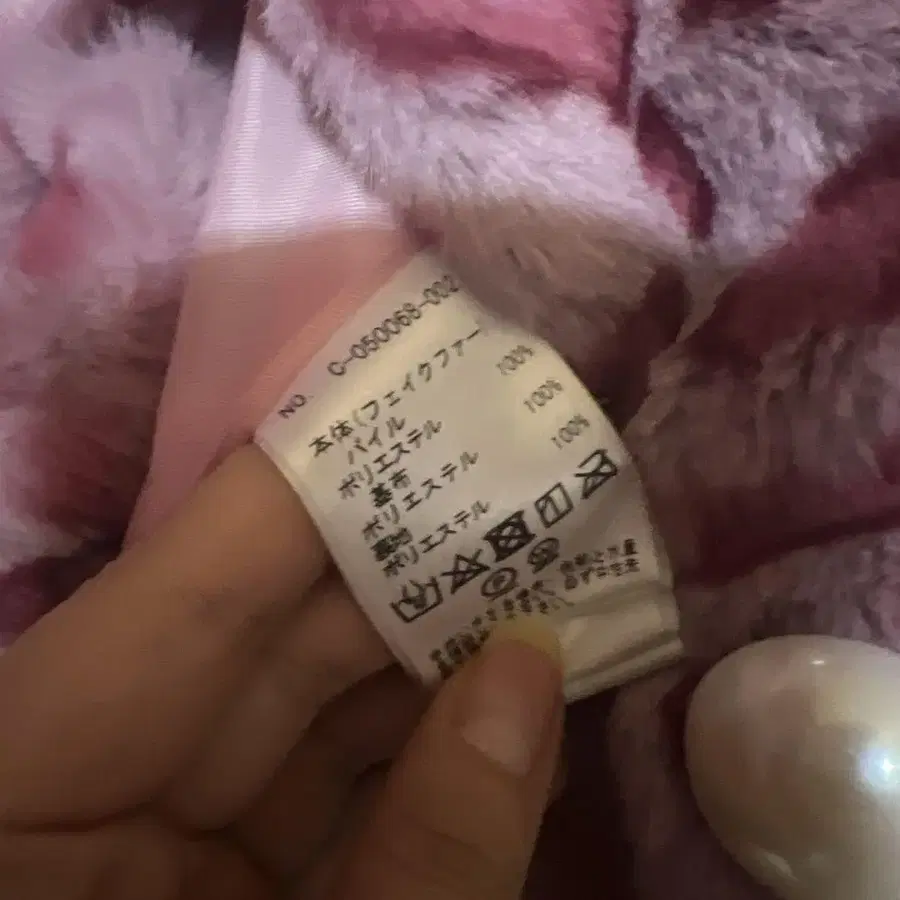 NO. C-050068-002
本体(フェイクファー
パイル
ポリエステル 100%
基布
ポリエステル 100%
裏地
ポリエステル 100%